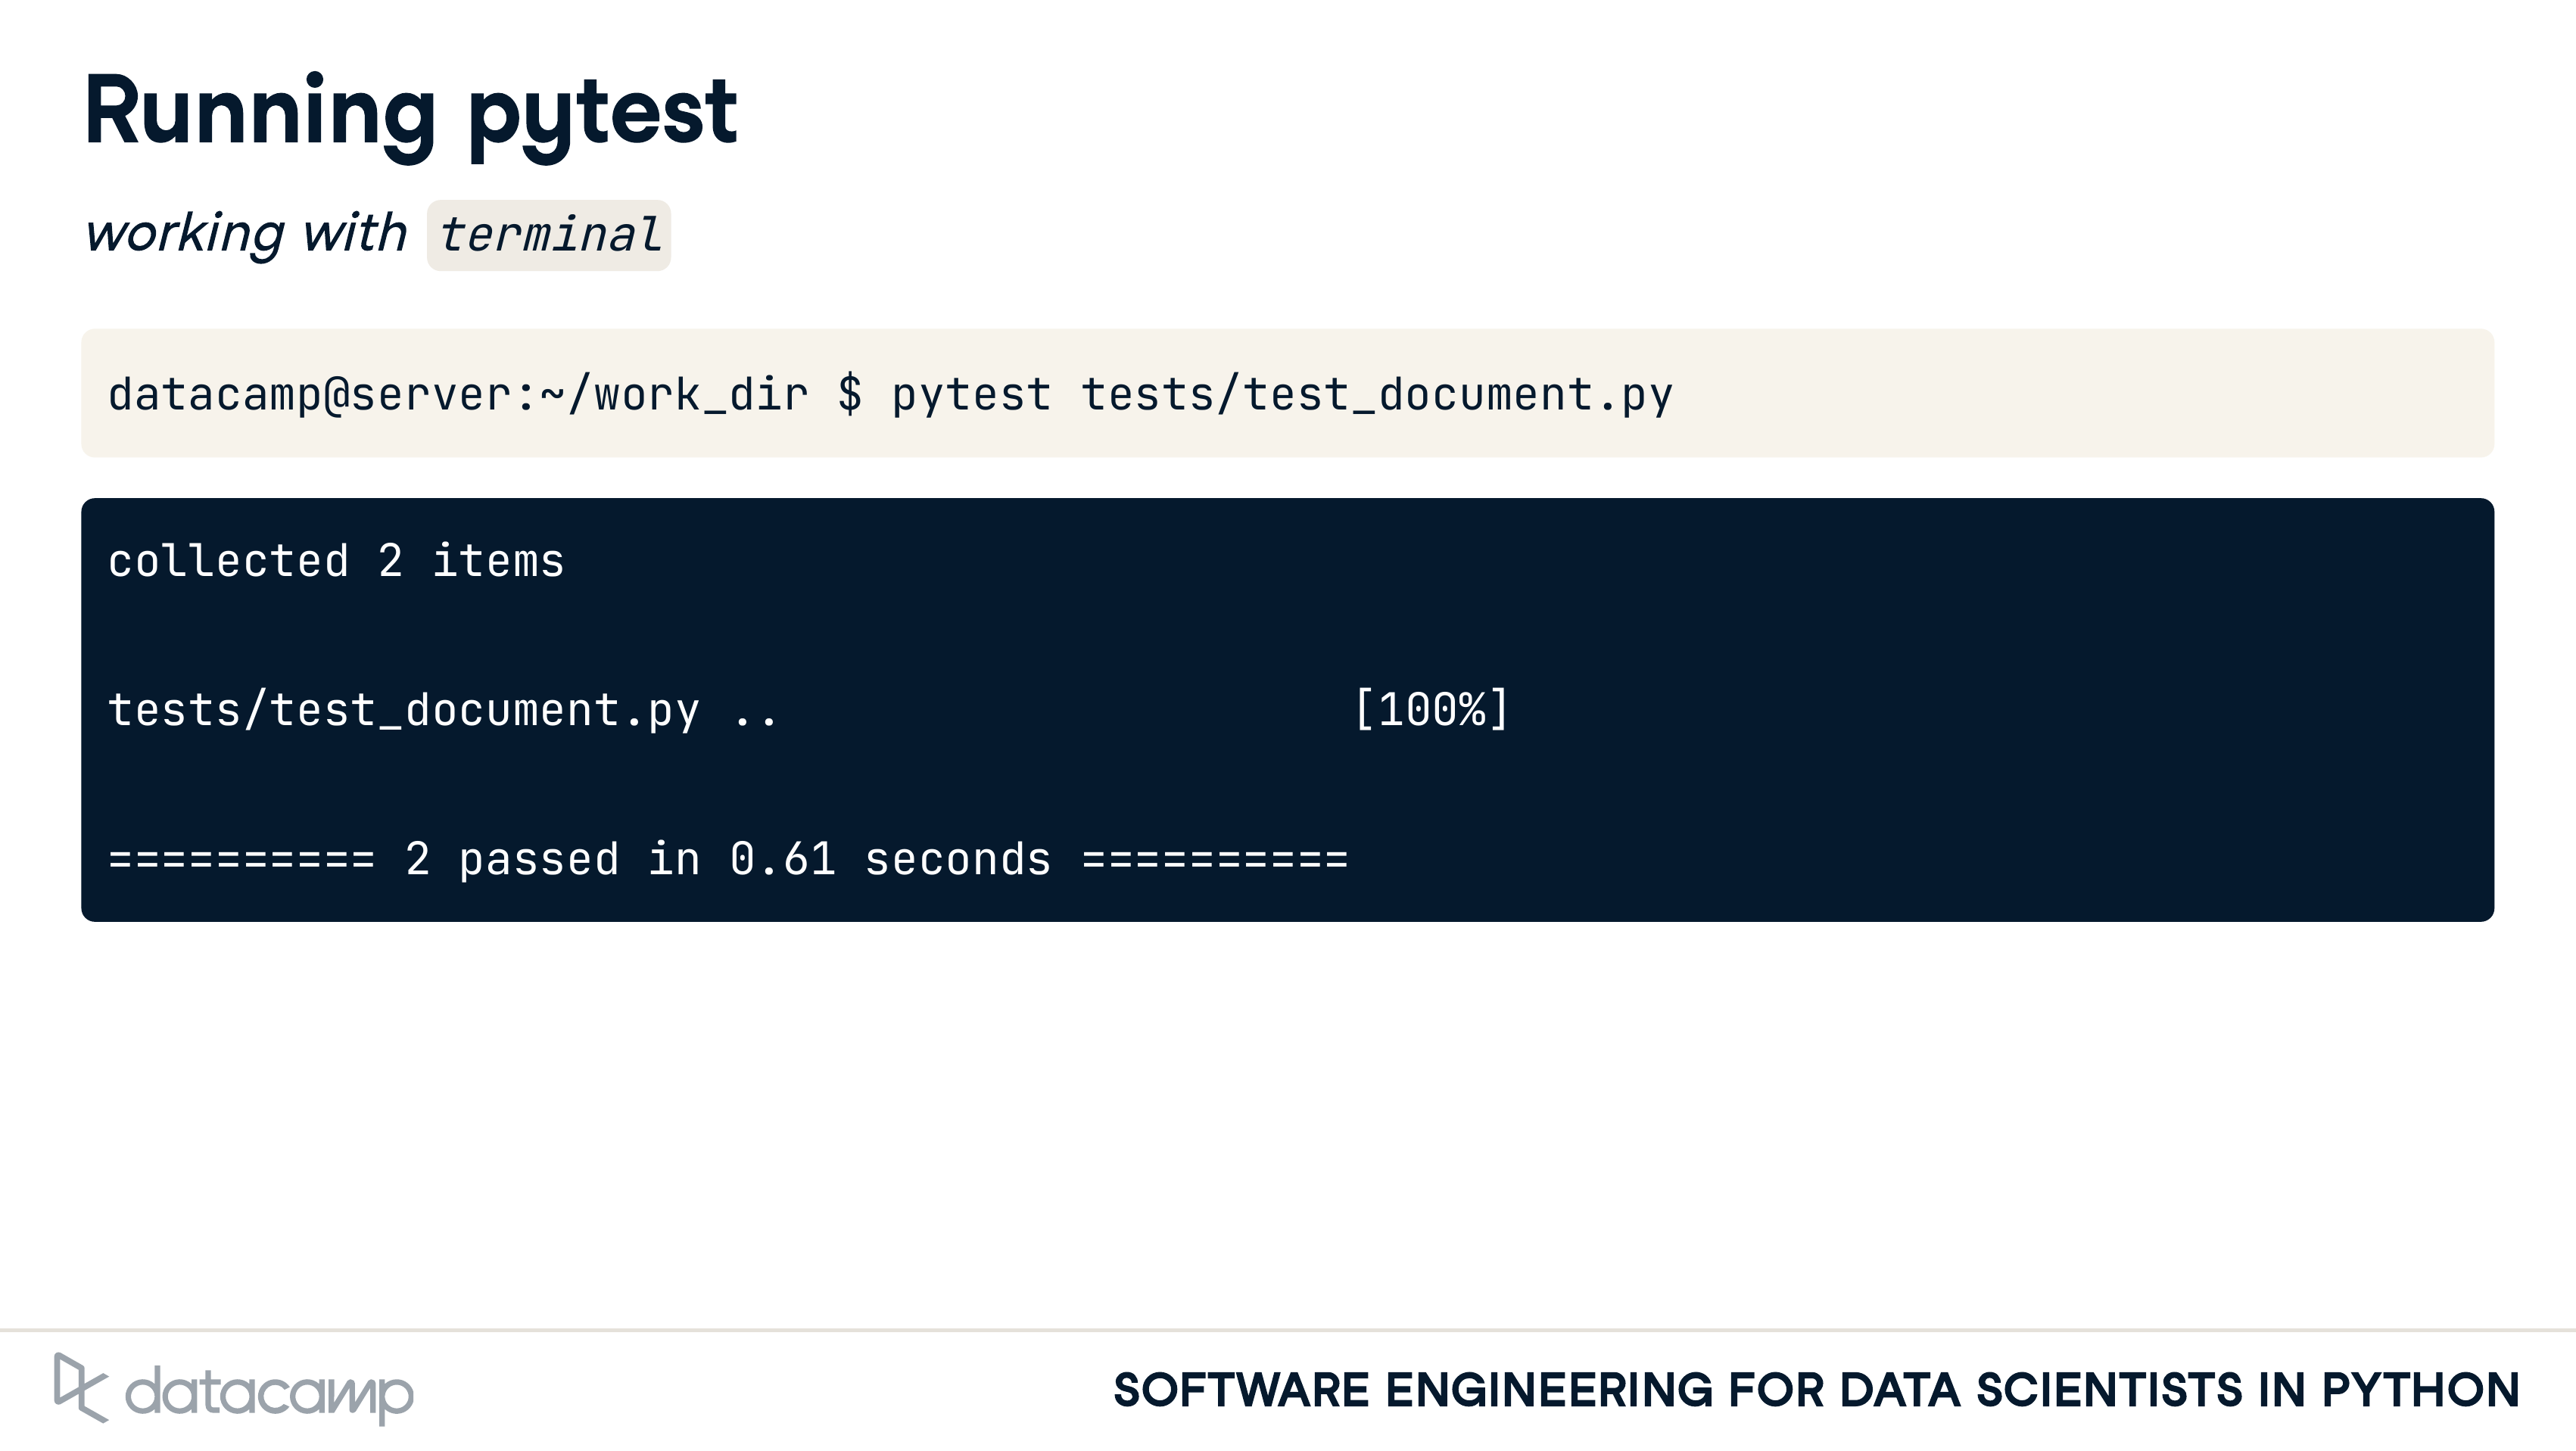 Running pytest
working with terminal
datacamp@server:~/work_dir $ pytest tests/test_document.py
collected 2 items
tests/test_document.py ..                     [100%]
========== 2 passed in 0.61 seconds ==========
datacamp
SOFTWARE ENGINEERING FOR DATA SCIENTISTS IN PYTHON